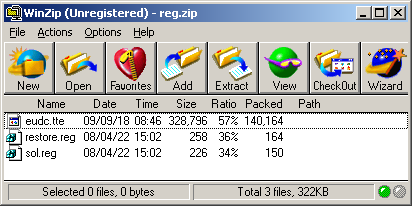 WinZip (Unregistered) - reg.zip
File Actions Options Help
New Open Favorites Add Extract View CheckOut Wizard
Name Date Time Size Ratio Packed Path
eudc.tte 09/09/18 08:46 328,796 57% 140,164
restore.reg 08/04/22 15:02 258 36% 164
sol.reg 08/04/22 15:02 226 34% 150
Selected 0 files, 0 bytes Total 3 files, 322KB